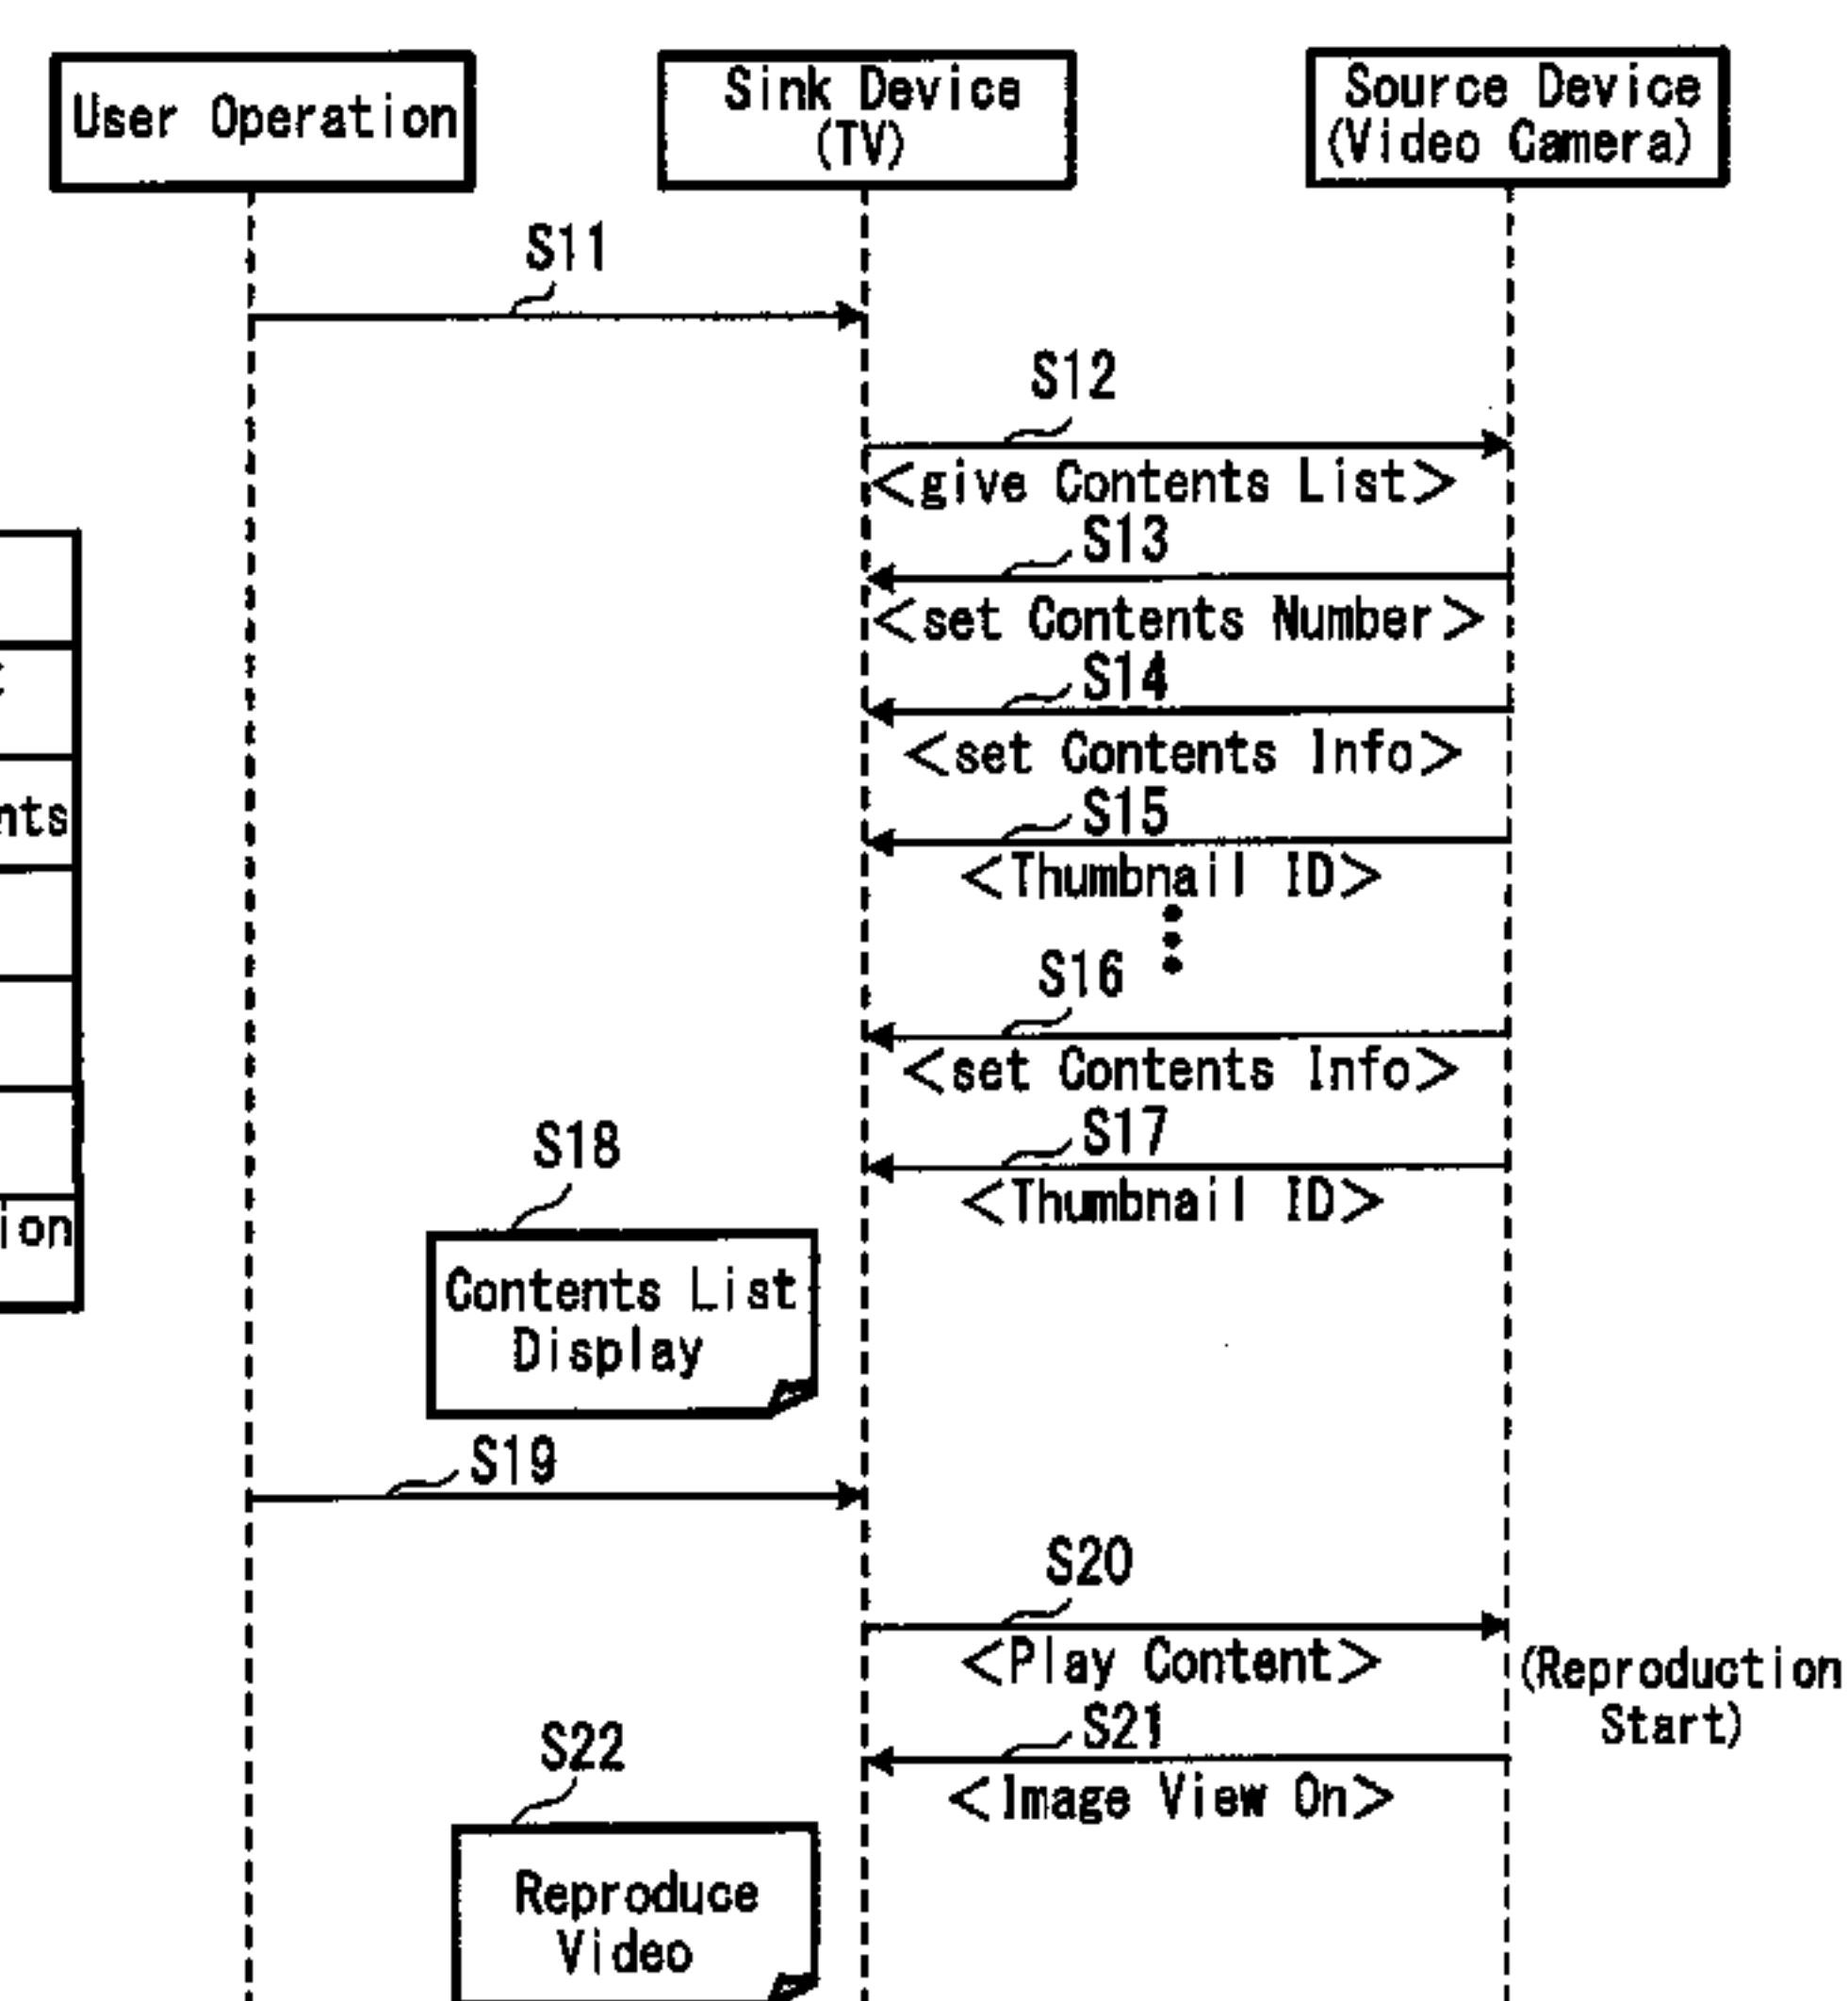 User Operation
Sink Device
(TV)
Source Device
(Video Camera)
S11
S12
<give Contents List>
S13
<set Contents Number>
S14
<set Contents Info>
S15
<Thumbnail ID>
S16
<set Contents Info>
S17
<Thumbnail ID>
S18
Contents List
Display
S19
S20
<Play Content>
(Reproduction
Start)
S21
<Image View On>
S22
Reproduce
Video
nts
ion